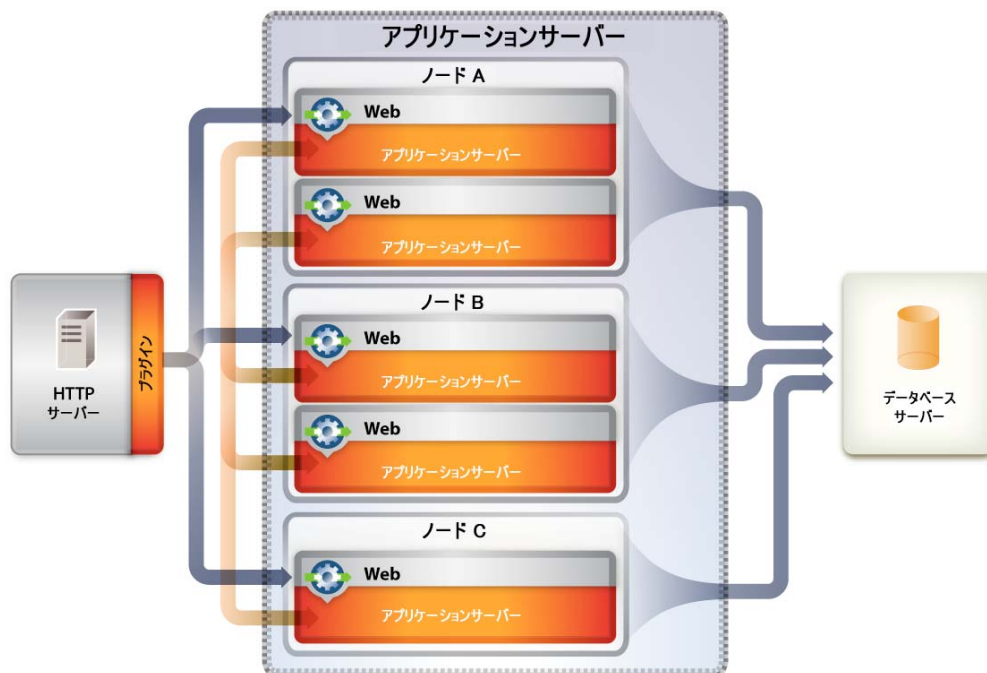 アプリケーションサーバー
ノード A
Web
アプリケーションサーバー
Web
アプリケーションサーバー
ノード B
Web
アプリケーションサーバー
Web
アプリケーションサーバー
ノード C
Web
アプリケーションサーバー
HTTP
サーバー
プラグイン
データベース
サーバー